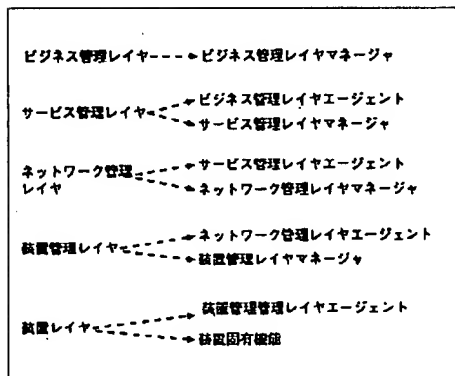 ビジネス管理レイヤ
ビジネス管理レイヤマネージャ
サービス管理レイヤ
ビジネス管理レイヤエージェント
サービス管理レイヤマネージャ
ネットワーク管理
レイヤ
サービス管理レイヤエージェント
ネットワーク管理レイヤマネージャ
装置管理レイヤ
ネットワーク管理レイヤエージェント
装置管理レイヤマネージャ
装置レイヤ
装置管理管理レイヤエージェント
装置固有機能